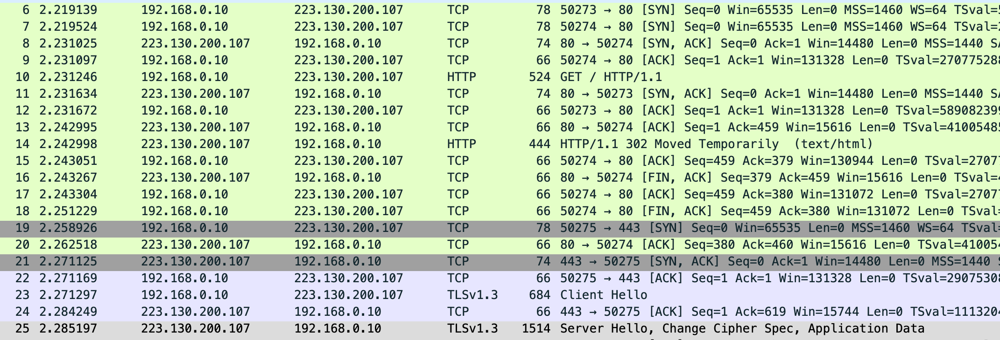 6 2.219139 192.168.0.10 223.130.200.107 TCP 78 50273 → 80 [SYN] Seq=0 Win=65535 Len=0 MSS=1460 WS=64 TSval=5
7 2.219524 192.168.0.10 223.130.200.107 TCP 78 50274 → 80 [SYN] Seq=0 Win=65535 Len=0 MSS=1460 WS=64 TSval=2
8 2.231025 223.130.200.107 192.168.0.10 TCP 74 80 → 50274 [SYN, ACK] Seq=0 Ack=1 Win=14480 Len=0 MSS=1440 SA
9 2.231097 192.168.0.10 223.130.200.107 TCP 66 50274 → 80 [ACK] Seq=1 Ack=1 Win=131328 Len=0 TSval=270775288
10 2.231246 192.168.0.10 223.130.200.107 HTTP 524 GET / HTTP/1.1
11 2.231634 223.130.200.107 192.168.0.10 TCP 74 80 → 50273 [SYN, ACK] Seq=0 Ack=1 Win=14480 Len=0 MSS=1440 SA
12 2.231672 192.168.0.10 223.130.200.107 TCP 66 50273 → 80 [ACK] Seq=1 Ack=1 Win=131328 Len=0 TSval=589082399
13 2.242995 223.130.200.107 192.168.0.10 TCP 66 80 → 50274 [ACK] Seq=1 Ack=459 Win=15616 Len=0 TSval=41005485
14 2.242998 223.130.200.107 192.168.0.10 HTTP 444 HTTP/1.1 302 Moved Temporarily (text/html)
15 2.243051 192.168.0.10 223.130.200.107 TCP 66 50274 → 80 [ACK] Seq=459 Ack=379 Win=130944 Len=0 TSval=27077
16 2.243267 223.130.200.107 192.168.0.10 TCP 66 80 → 50274 [FIN, ACK] Seq=379 Ack=459 Win=15616 Len=0 TSval=4
17 2.243304 192.168.0.10 223.130.200.107 TCP 66 50274 → 80 [ACK] Seq=459 Ack=380 Win=131072 Len=0 TSval=27077
18 2.251229 192.168.0.10 223.130.200.107 TCP 66 50274 → 80 [FIN, ACK] Seq=459 Ack=380 Win=131072 Len=0 TSval=
19 2.258926 192.168.0.10 223.130.200.107 TCP 78 50275 → 443 [SYN] Seq=0 Win=65535 Len=0 MSS=1460 WS=64 TSval=
20 2.262518 223.130.200.107 192.168.0.10 TCP 66 80 → 50274 [ACK] Seq=380 Ack=460 Win=15616 Len=0 TSval=41005
21 2.271125 223.130.200.107 192.168.0.10 TCP 74 443 → 50275 [SYN, ACK] Seq=0 Ack=1 Win=14480 Len=0 MSS=1440
22 2.271169 192.168.0.10 223.130.200.107 TCP 66 50275 → 443 [ACK] Seq=1 Ack=1 Win=131328 Len=0 TSval=29075308
23 2.271297 192.168.0.10 223.130.200.107 TLSv1.3 684 Client Hello
24 2.284249 223.130.200.107 192.168.0.10 TCP 66 443 → 50275 [ACK] Seq=1 Ack=619 Win=15744 Len=0 TSval=1113204
25 2.285197 223.130.200.107 192.168.0.10 TLSv1.3 1514 Server Hello, Change Cipher Spec, Application Data